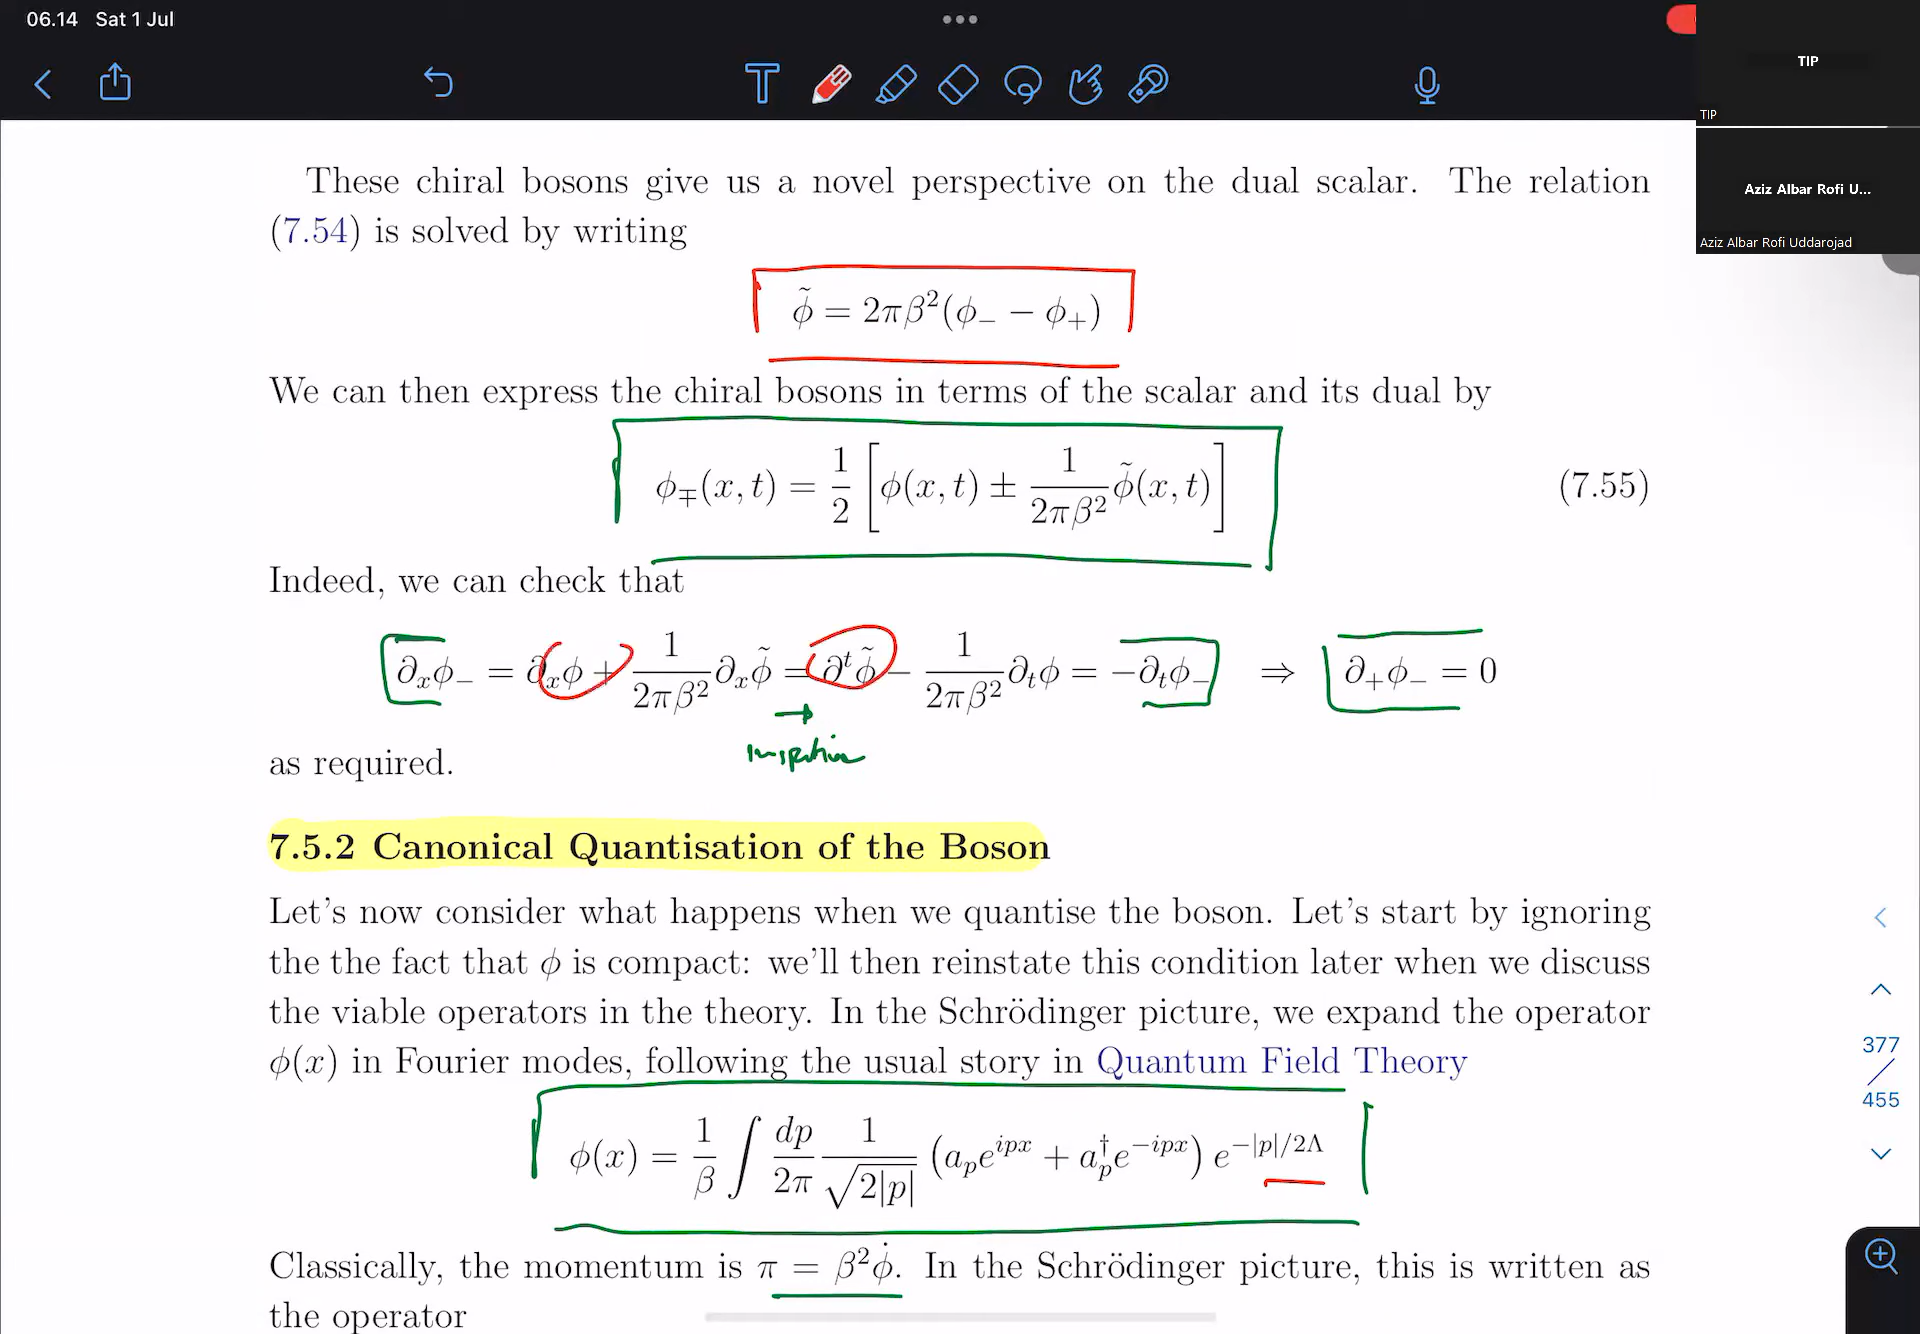 06.14 Sat 1 Jul
TIP
TIP
Aziz Albar Rofi U...
Aziz Albar Rofi Uddarojad
These chiral bosons give us a novel perspective on the dual scalar. The relation
(7.54) is solved by writing
ϕ̃ = 2πβ²(ϕ₋ − ϕ₊)
We can then express the chiral bosons in terms of the scalar and its dual by
ϕ∓(x, t) = 1/2 [ϕ(x, t) ± 1/2πβ² ϕ̃(x, t)] (7.55)
Indeed, we can check that
∂ₓϕ₋ = ∂ₓϕ + 1/2πβ² ∂ₓϕ̃ = ∂ᵗϕ̃ − 1/2πβ² ∂ₜϕ = −∂ₜϕ₋ ⇒ ∂₊ϕ₋ = 0
as required.
7.5.2 Canonical Quantisation of the Boson
Let's now consider what happens when we quantise the boson. Let's start by ignoring
the the fact that ϕ is compact: we'll then reinstate this condition later when we discuss
the viable operators in the theory. In the Schrödinger picture, we expand the operator
ϕ(x) in Fourier modes, following the usual story in Quantum Field Theory
ϕ(x) = 1/β ∫ dp/2π 1/√2|p| (aₚe^{ipx} + a†ₚe^{−ipx}) e^{−|p|/2Λ}
Classically, the momentum is π = β²ϕ̇. In the Schrödinger picture, this is written as
the operator
377
/
455